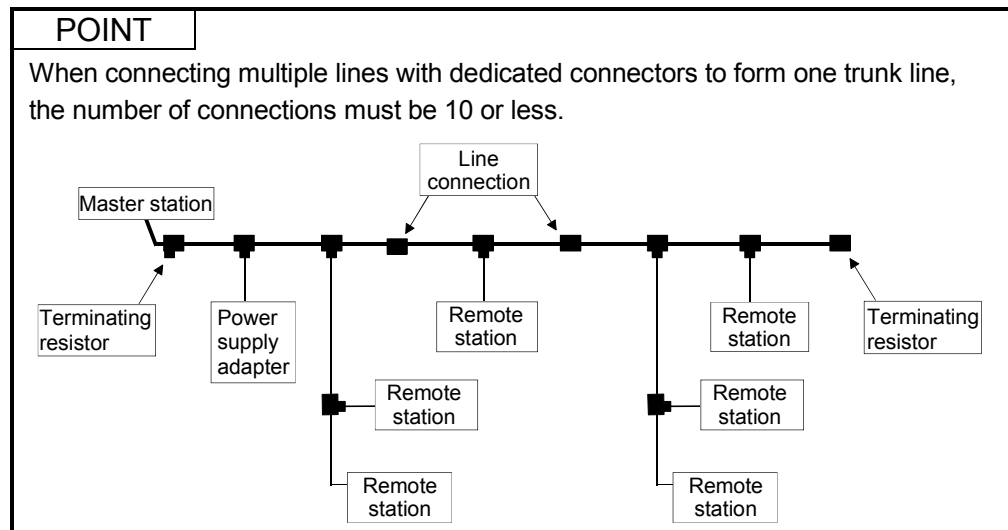 POINT
When connecting multiple lines with dedicated connectors to form one trunk line,
the number of connections must be 10 or less.
Line
connection
Master station
Terminating
resistor
Power
supply
adapter
Remote
station
Remote
station
Terminating
resistor
Remote
station
Remote
station
Remote
station
Remote
station